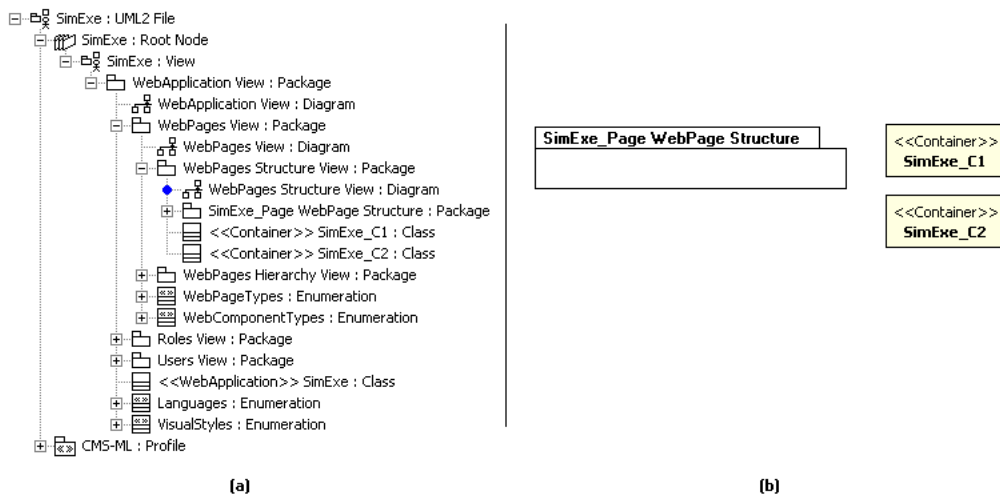 SimExe : UML2 File
SimExe : Root Node
SimExe : View
WebApplication View : Package
WebApplication View : Diagram
WebPages View : Package
WebPages View : Diagram
WebPages Structure View : Package
WebPages Structure View : Diagram
SimExe_Page WebPage Structure : Package
<<Container>> SimExe_C1 : Class
<<Container>> SimExe_C2 : Class
WebPages Hierarchy View : Package
WebPageTypes : Enumeration
WebComponentTypes : Enumeration
Roles View : Package
Users View : Package
<<WebApplication>> SimExe : Class
Languages : Enumeration
VisualStyles : Enumeration
CMS-ML : Profile
(a)
SimExe_Page WebPage Structure
<<Container>>
SimExe_C1
<<Container>>
SimExe_C2
(b)